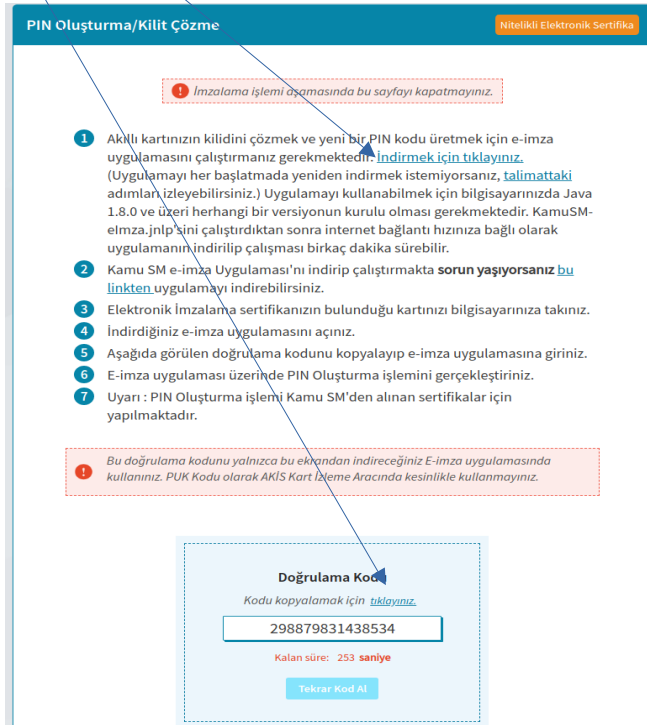 PIN Oluşturma/Kilit Çözme
Nitelikli Elektronik Sertifika
İmzalama işlemi aşamasında bu sayfayı kapatmayınız.
1 Akıllı kartınızın kilidini çözmek ve yeni bir PIN kodu üretmek için e-imza
uygulamasını çalıştırmanız gerekmektedir. İndirmek için tıklayınız.
(Uygulamayı her başlatmada yeniden indirmek istemiyorsanız, talimattaki
adımları izleyebilirsiniz.) Uygulamayı kullanabilmek için bilgisayarınızda Java
1.8.0 ve üzeri herhangi bir versiyonun kurulu olması gerekmektedir. KamuSM-
eImza.jnlp'sini çalıştırdıktan sonra internet bağlantı hızınıza bağlı olarak
uygulamanın indirilip çalışması birkaç dakika sürebilir.
2 Kamu SM e-imza Uygulaması'nı indirip çalıştırmakta sorun yaşıyorsanız bu
linkten uygulamayı indirebilirsiniz.
3 Elektronik İmzalama sertifikanızın bulunduğu kartınızı bilgisayarınıza takınız.
4 İndirdiğiniz e-imza uygulamasını açınız.
5 Aşağıda görülen doğrulama kodunu kopyalayıp e-imza uygulamasına giriniz.
6 E-imza uygulaması üzerinde PIN Oluşturma işlemini gerçekleştiriniz.
7 Uyarı : PIN Oluşturma işlemi Kamu SM'den alınan sertifikalar için
yapılmaktadır.
Bu doğrulama kodunu yalnızca bu ekrandan indireceğiniz E-imza uygulamasında
kullanınız. PUK Kodu olarak AKİS Kart İzleme Aracında kesinlikle kullanmayınız.
Doğrulama Kodu
Kodu kopyalamak için tıklayınız.
298879831438534
Kalan süre: 253 saniye
Tekrar Kod Al